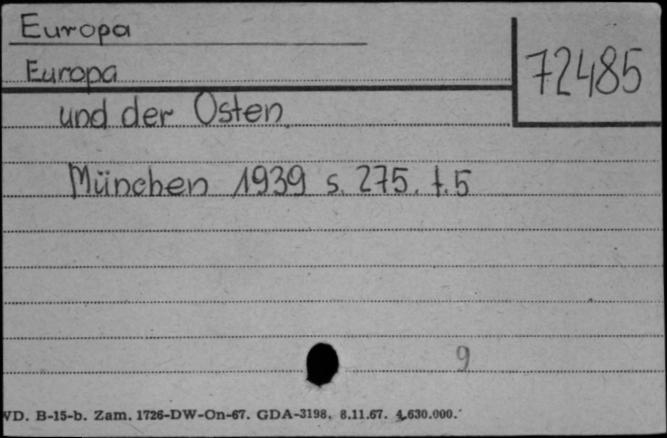 Europa
Europa
72485
und der Osten
München 1939 s. 275. t. 5
9
VD. B-15-b. Zam. 1726-DW-On-67. GDA-3198. 8.11.67. 4.630.000.